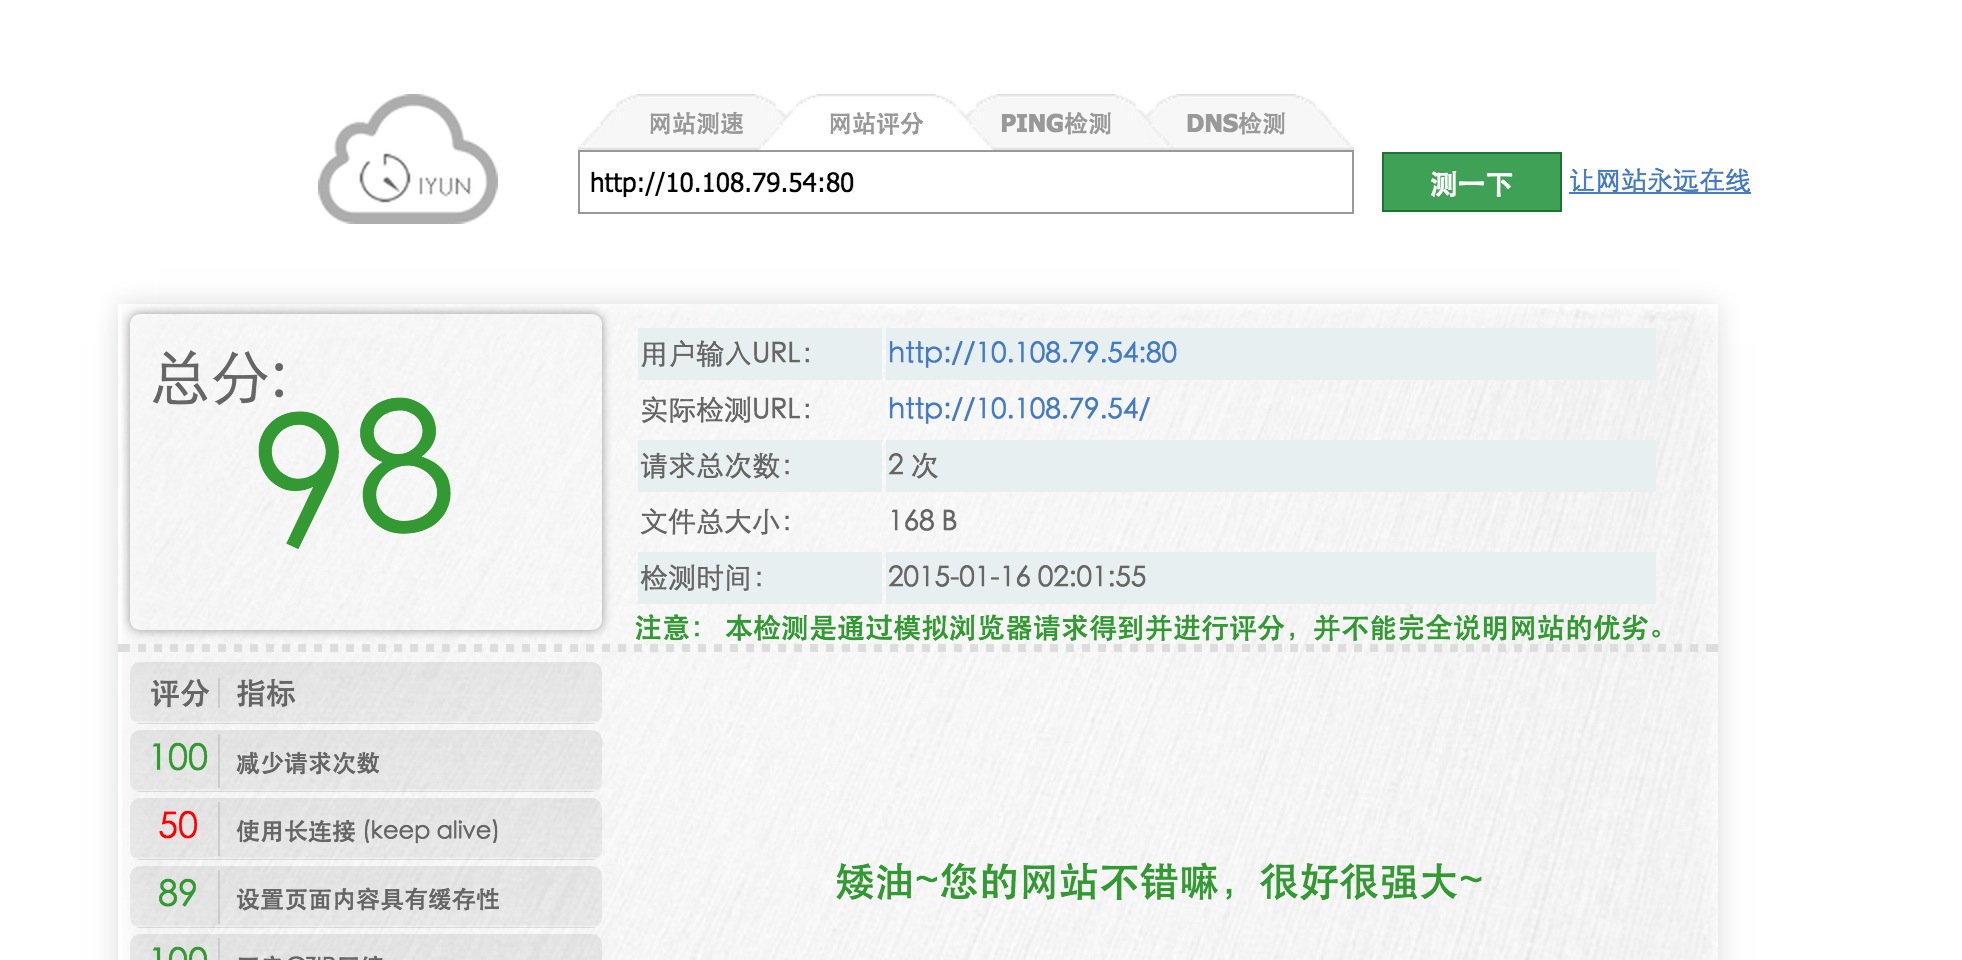 网站测速 网站评分 PING检测 DNS检测
IYUN
http://10.108.79.54:80 测一下 让网站永远在线
总分:
98
用户输入URL: http://10.108.79.54:80
实际检测URL: http://10.108.79.54/
请求总次数: 2 次
文件总大小: 168 B
检测时间: 2015-01-16 02:01:55
注意: 本检测是通过模拟浏览器请求得到并进行评分，并不能完全说明网站的优劣。
评分 指标
100 减少请求次数
50 使用长连接 (keep alive)
89 设置页面内容具有缓存性
矮油~您的网站不错嘛，很好很强大~
100